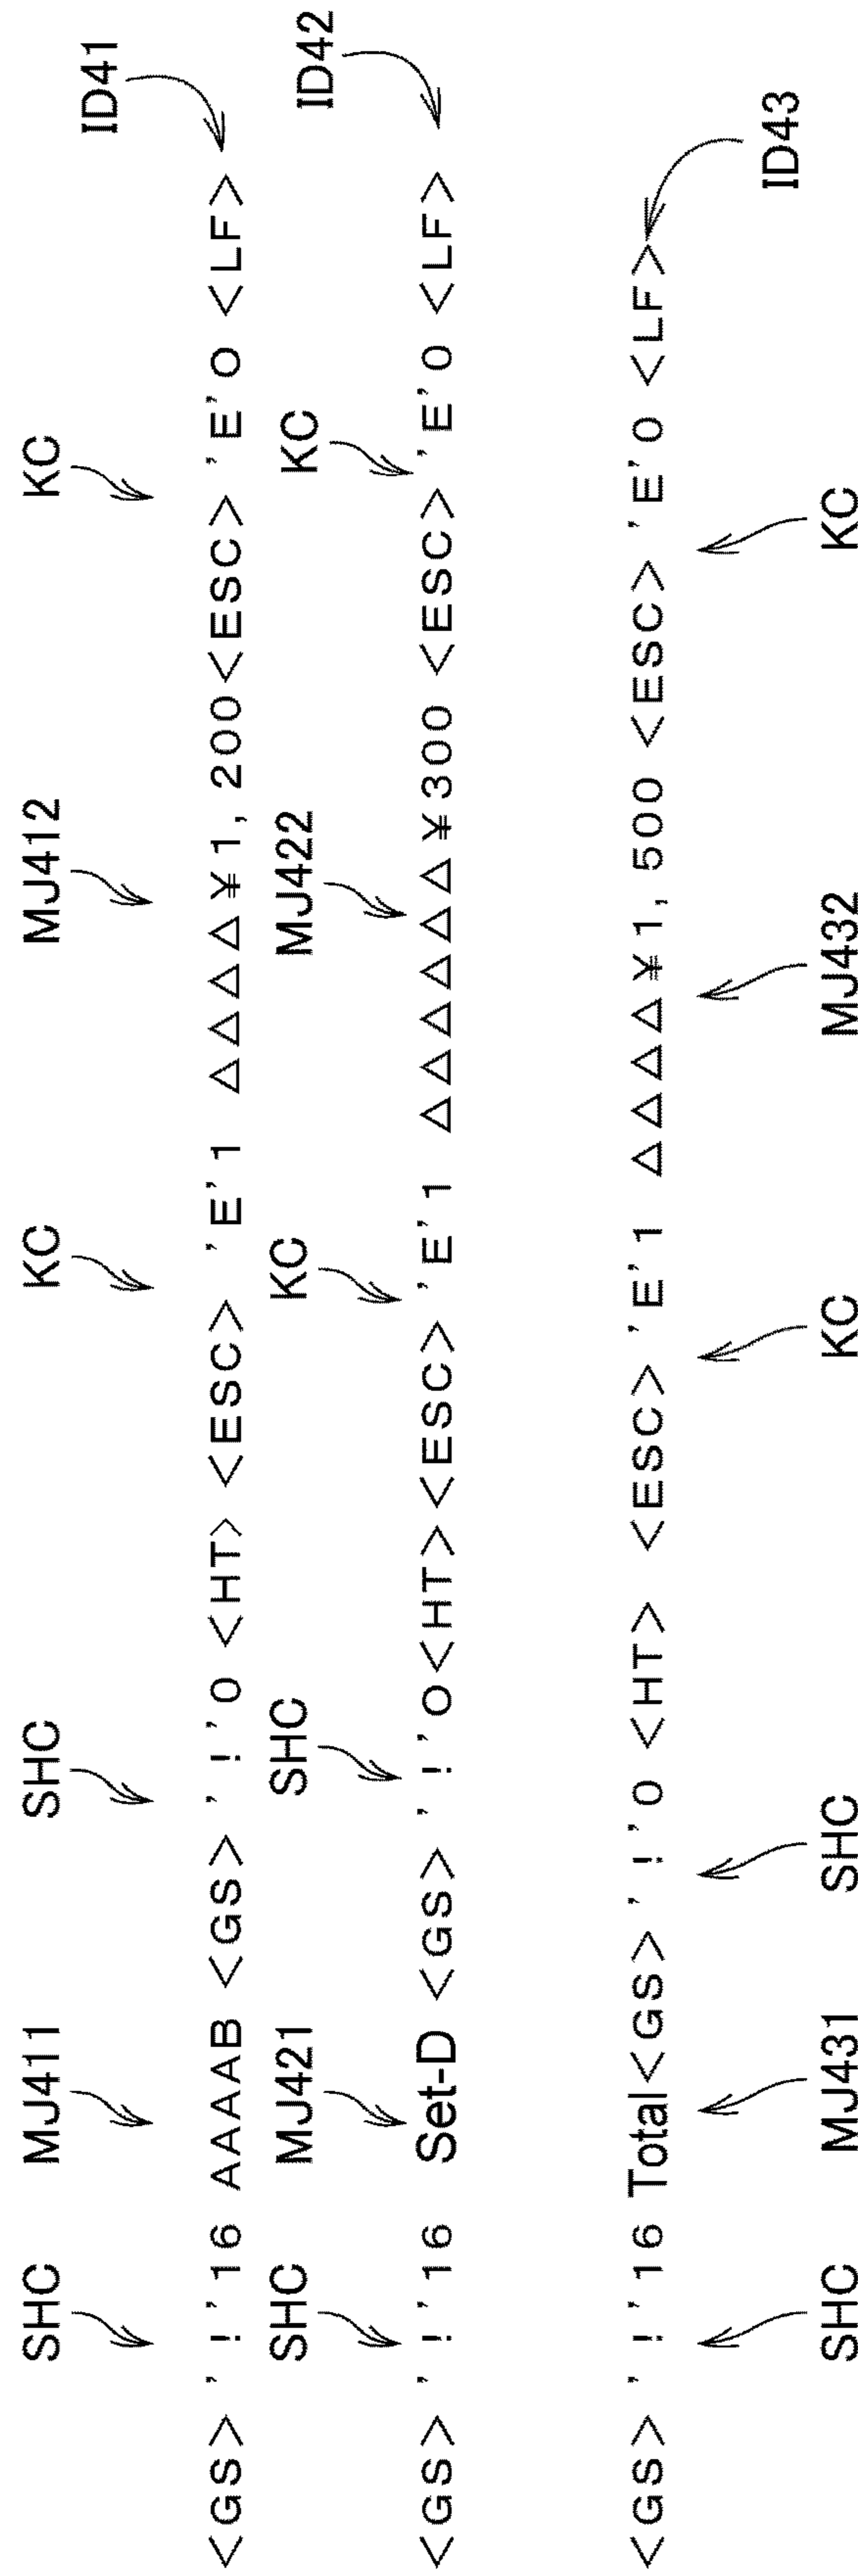 SHC MJ411 SHC KC MJ412 KC ID41
<GS> '!'16 AAAAB <GS> '!'0 <HT> <ESC> 'E'1 △△△△¥1,200<ESC> 'E'0 <LF>
SHC MJ421 SHC KC MJ422 KC ID42
<GS> '!'16 Set-D <GS> '!'0<HT><ESC> 'E'1 △△△△△△¥300 <ESC> 'E'0 <LF>
<GS> '!'16 Total<GS> '!'0 <HT> <ESC> 'E'1 △△△△¥1,500 <ESC> 'E'0 <LF>
SHC MJ431 SHC KC MJ432 KC ID43